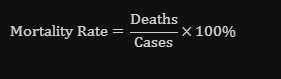 Mortality Rate = Deaths / Cases × 100%